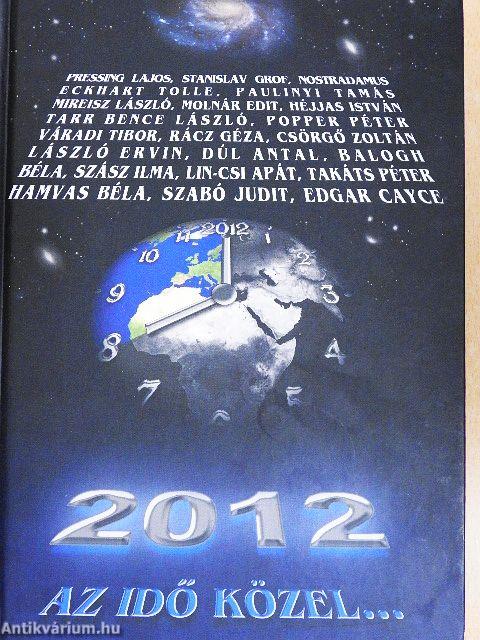 PRESSING LAJOS, STANISLAV GROF, NOSTRADAMUS
ECKHART TOLLE, PAULINYI TAMÁS
MIREISZ LÁSZLÓ, MOLNÁR EDIT, HÉJJAS ISTVÁN
TARR BENCE LÁSZLÓ, POPPER PÉTER
VÁRADI TIBOR, RÁCZ GÉZA, CSÖRGŐ ZOLTÁN
LÁSZLÓ ERVIN, DÚL ANTAL, BALOGH
BÉLA, SZÁSZ ILMA, LIN-CSI APÁT, TAKÁTS PÉTER
HAMVAS BÉLA, SZABÓ JUDIT, EDGAR CAYCE
11 2012 1
10 2
9 3
8 4
7 5
2012
AZ IDŐ KÖZEL...
Antikvárium.hu